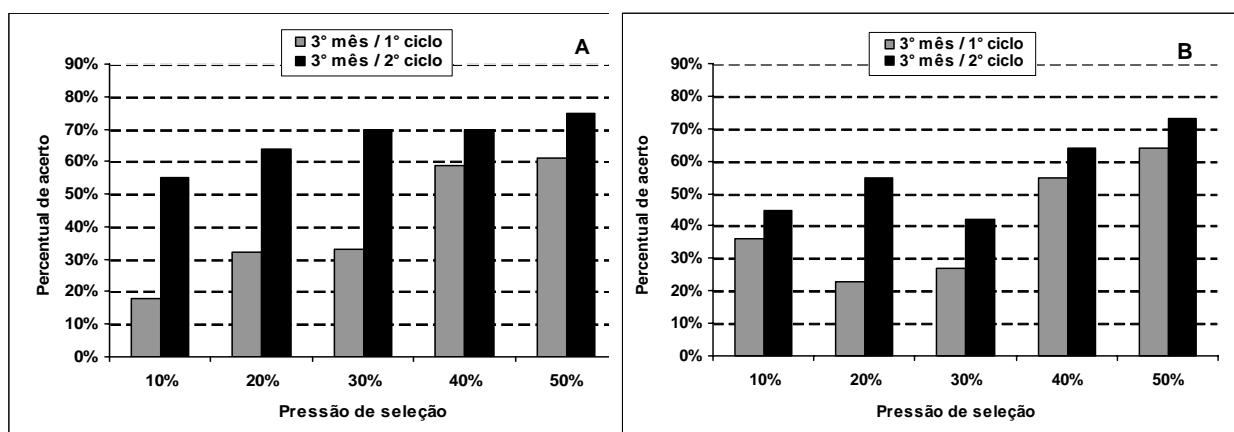 3° mês / 1° ciclo
3° mês / 2° ciclo
A
Percentual de acerto
90%
80%
70%
60%
50%
40%
30%
20%
10%
0%
10% 20% 30% 40% 50%
Pressão de seleção
3° mês / 1° ciclo
3° mês / 2° ciclo
B
Percentual de acerto
90%
80%
70%
60%
50%
40%
30%
20%
10%
0%
10% 20% 30% 40% 50%
Pressão de seleção